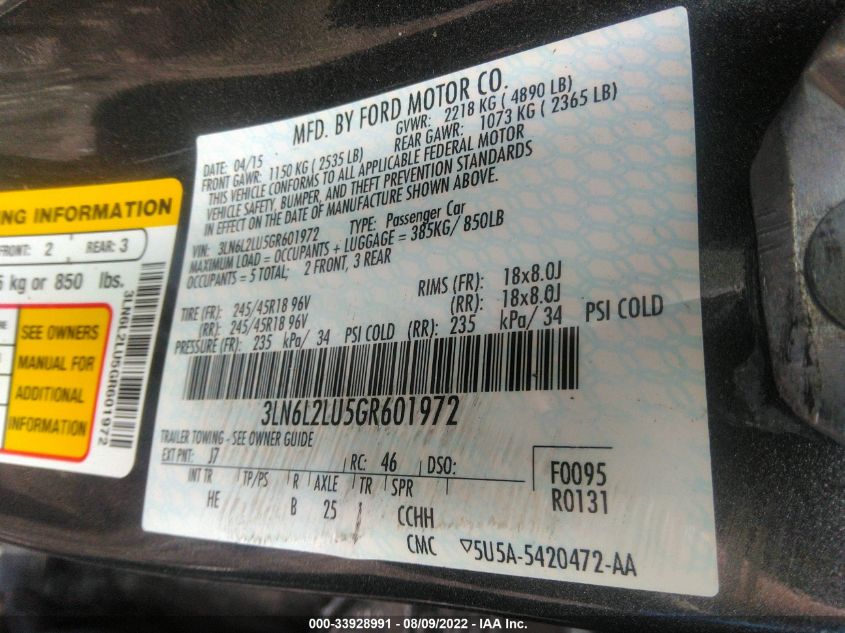 MFD. BY FORD MOTOR CO.
DATE: 04/15 GVWR: 2218 KG ( 4890 LB)
FRONT GAWR: 1150 KG ( 2535 LB) REAR GAWR: 1073 KG ( 2365 LB)
THIS VEHICLE CONFORMS TO ALL APPLICABLE FEDERAL MOTOR
VEHICLE SAFETY, BUMPER, AND THEFT PREVENTION STANDARDS
IN EFFECT ON THE DATE OF MANUFACTURE SHOWN ABOVE.
VIN: 3LN6L2LU5GR601972 TYPE: Passenger Car
MAXIMUM LOAD = OCCUPANTS + LUGGAGE = 385KG/ 850LB
OCCUPANTS = 5 TOTAL; 2 FRONT, 3 REAR
TIRE (FR): 245/45R18 96V RIMS (FR): 18x8.0J
(RR): 245/45R18 96V (RR): 18x8.0J
PRESSURE (FR): 235 kPa/ 34 PSI COLD (RR): 235 kPa/ 34 PSI COLD
3LN6L2LU5GR601972
TRAILER TOWING - SEE OWNER GUIDE
EXT PNT: J7 RC: 46 DSO:
INT TR TP/PS R AXLE TR SPR
HE B 25 J CCHH
F0095
R0131
CMC ▽5U5A-5420472-AA
NG INFORMATION
FRONT: 2 REAR: 3
kg or 850 lbs.
SEE OWNERS
MANUAL FOR
ADDITIONAL
INFORMATION
3LN6L2LU5GR601972
000-33928991 - 08/09/2022 - IAA Inc.